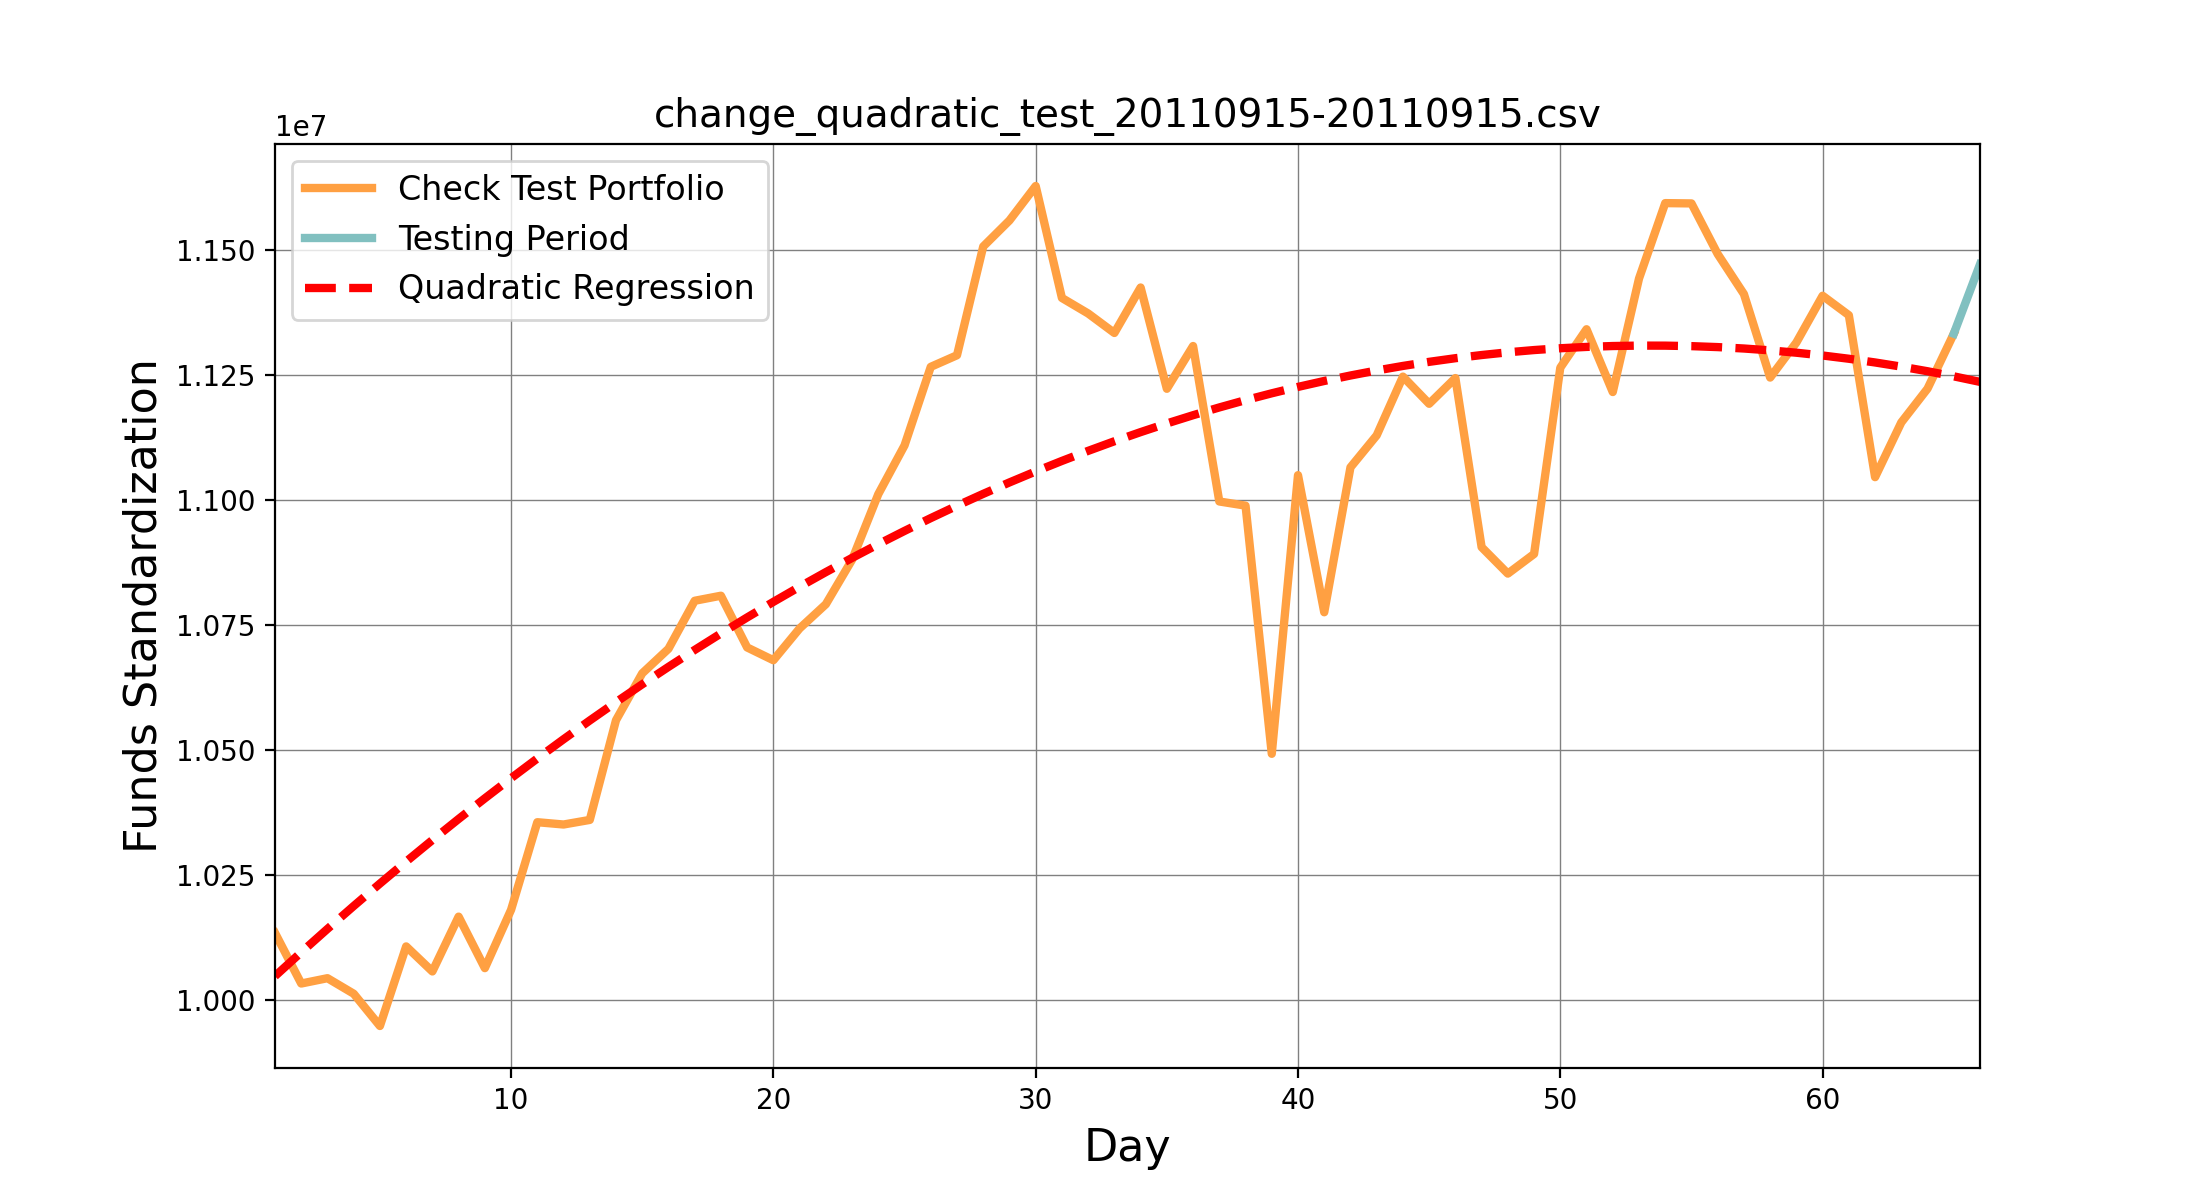 change_quadratic_test_20110915-20110915.csv
1e7
Check Test Portfolio
Testing Period
Quadratic Regression
1.150
1.125
1.100
1.075
1.050
1.025
1.000
Funds Standardization
10 20 30 40 50 60
Day